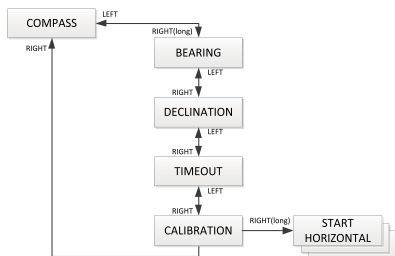 COMPASS
LEFT
RIGHT(long)
RIGHT
BEARING
LEFT
RIGHT
DECLINATION
LEFT
RIGHT
TIMEOUT
LEFT
RIGHT
CALIBRATION
RIGHT(long)
START
HORIZONTAL